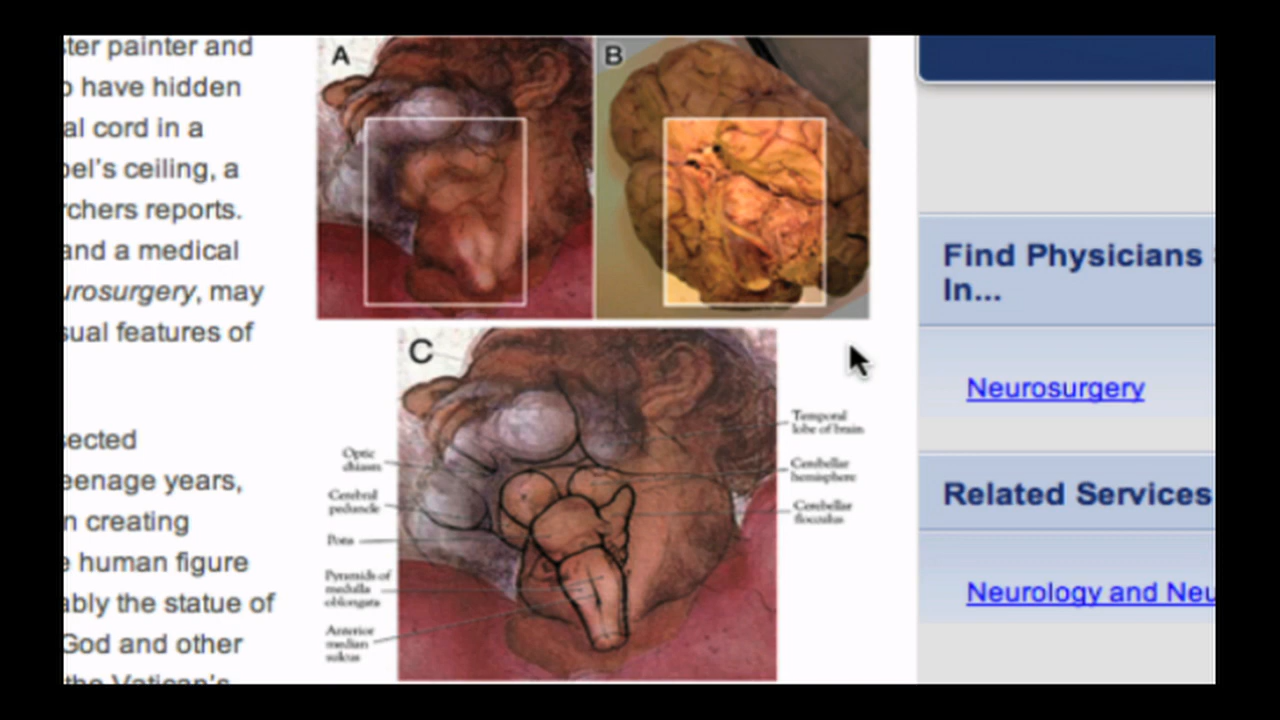 ster painter and
o have hidden
al cord in a
pel's ceiling, a
rchers reports.
and a medical
urosurgery, may
sual features of
sected
eenage years,
n creating
e human figure
ably the statue of
God and other
the Vatican's
A
B
C
Optic
chiasm
Cerebral
peduncle
Pons
Pyramids of
medulla
oblongata
Anterior
median
sulcus
Temporal
lobe of brain
Cerebellar
hemisphere
Cerebellar
flocculus
Find Physicians
In...
Neurosurgery
Related Services
Neurology and Neu